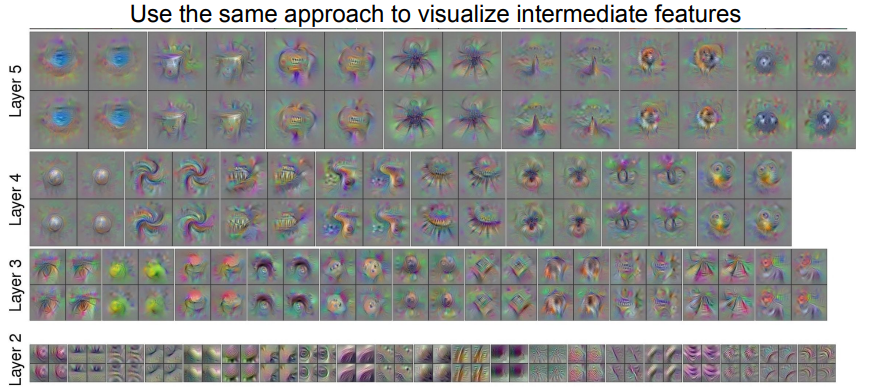 Use the same approach to visualize intermediate features
Layer 5
Layer 4
Layer 3
Layer 2